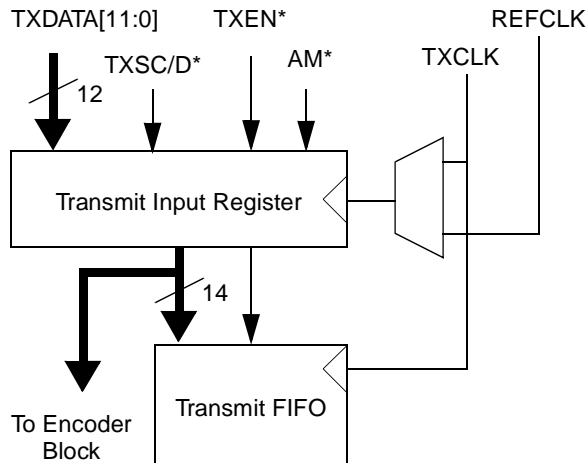 TXDATA[11:0]
TXEN*
REFCLK
TXSC/D*
AM*
TXCLK
12
Transmit Input Register
14
Transmit FIFO
To Encoder
Block